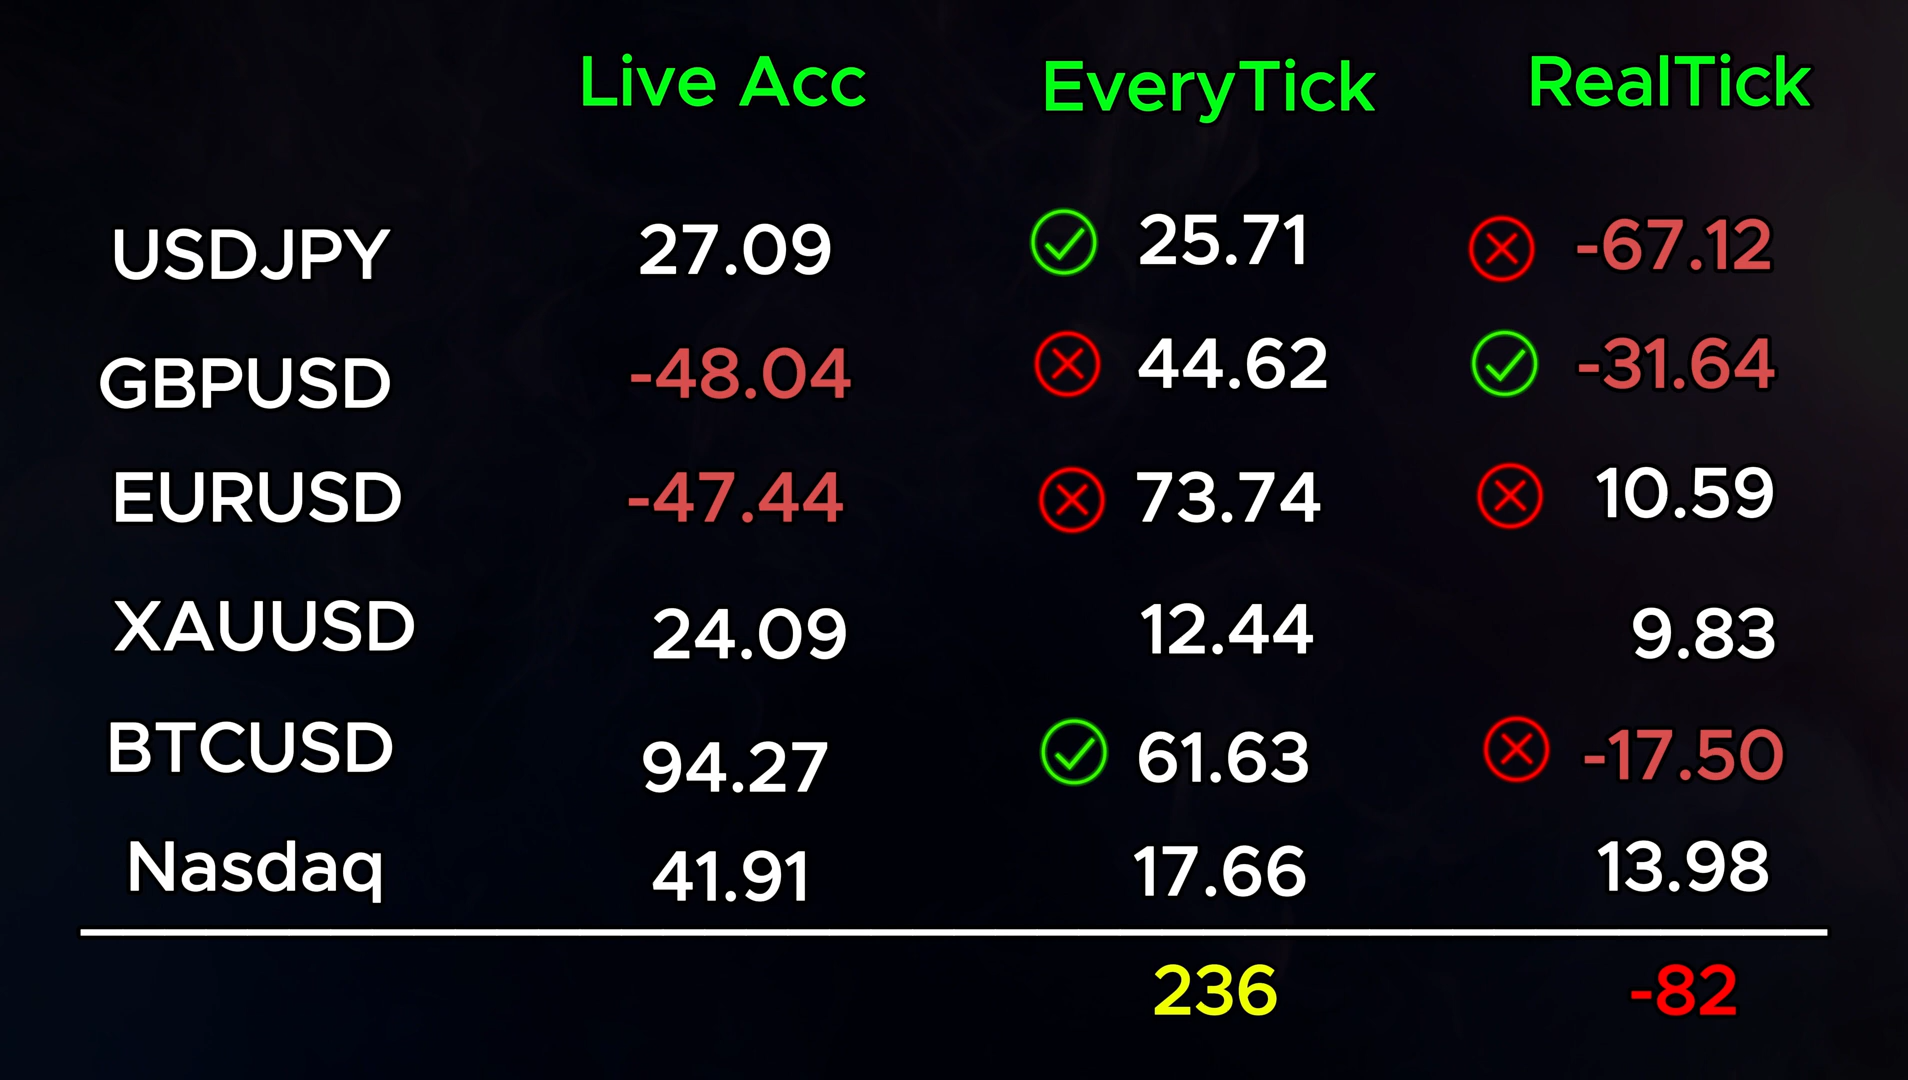 Live Acc EveryTick RealTick
USDJPY 27.09 25.71 -67.12
GBPUSD -48.04 44.62 -31.64
EURUSD -47.44 73.74 10.59
XAUUSD 24.09 12.44 9.83
BTCUSD 94.27 61.63 -17.50
Nasdaq 41.91 17.66 13.98
236 -82